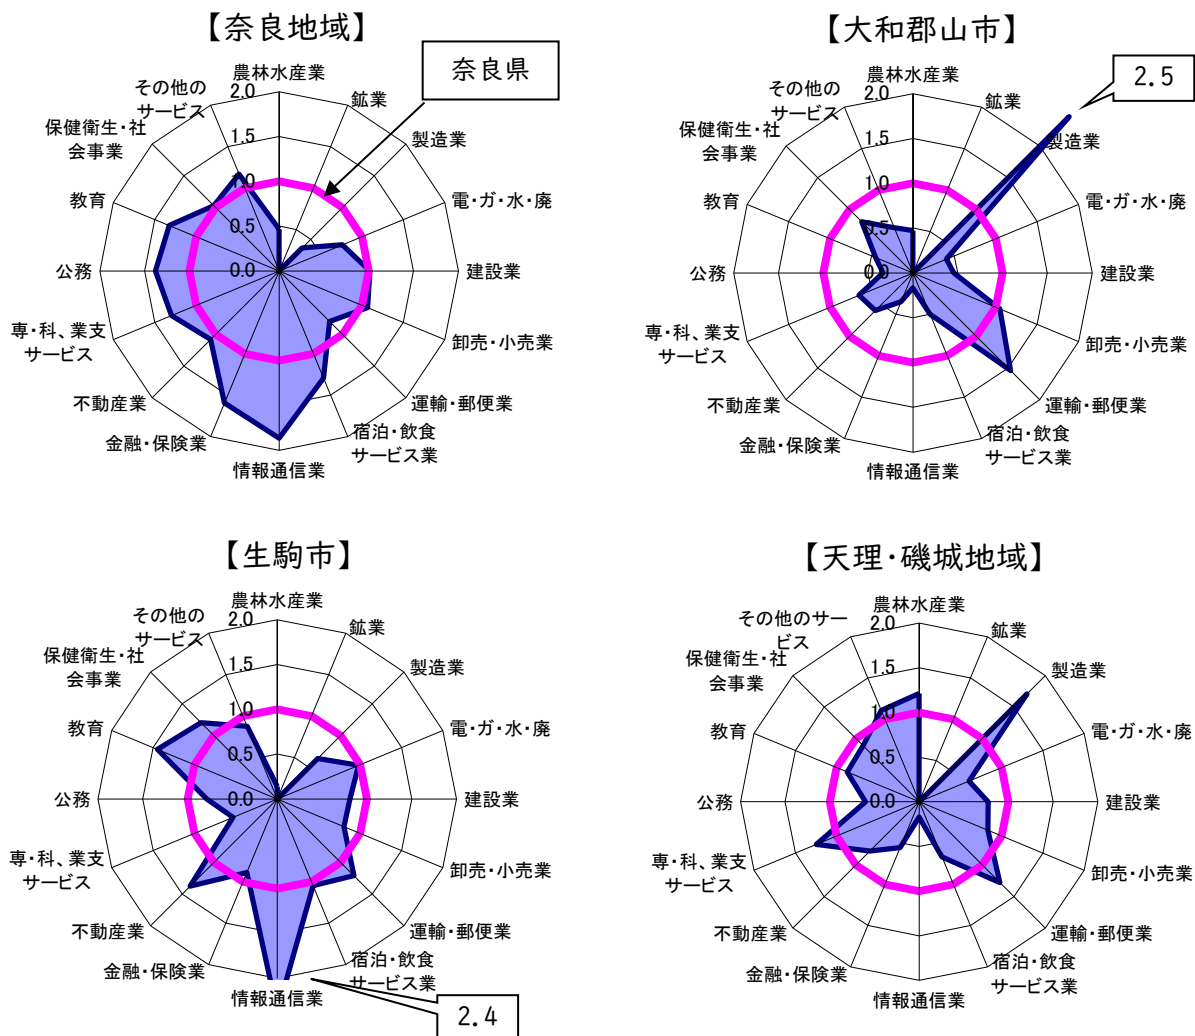 【奈良地域】
奈良県
農林水産業
鉱業
製造業
電・ガ・水・廃
建設業
卸売・小売業
運輸・郵便業
宿泊・飲食
サービス業
情報通信業
金融・保険業
不動産業
専・科、業支
サービス
公務
教育
保健衛生・社
会事業
その他の
サービス
2.0
1.5
1.0
0.5
0.0
【大和郡山市】
2.5
農林水産業
鉱業
製造業
電・ガ・水・廃
建設業
卸売・小売業
運輸・郵便業
宿泊・飲食
サービス業
情報通信業
金融・保険業
不動産業
専・科、業支
サービス
公務
教育
保健衛生・社
会事業
その他の
サービス
2.0
1.5
1.0
0.5
0.0
【生駒市】
農林水産業
鉱業
製造業
電・ガ・水・廃
建設業
卸売・小売業
運輸・郵便業
宿泊・飲食
サービス業
情報通信業
2.4
金融・保険業
不動産業
専・科、業支
サービス
公務
教育
保健衛生・社
会事業
その他の
サービス
2.0
1.5
1.0
0.5
0.0
【天理・磯城地域】
農林水産業
鉱業
製造業
電・ガ・水・廃
建設業
卸売・小売業
運輸・郵便業
宿泊・飲食
サービス業
情報通信業
金融・保険業
不動産業
専・科、業支
サービス
公務
教育
保健衛生・社
会事業
その他のサー
ビス
2.0
1.5
1.0
0.5
0.0